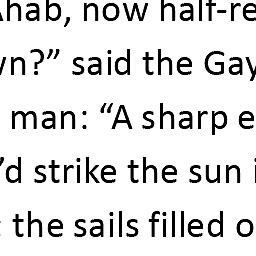 Ahab, now half-re
wn?” said the Gay
man: “A sharp e
’d strike the sun i
the sails filled o